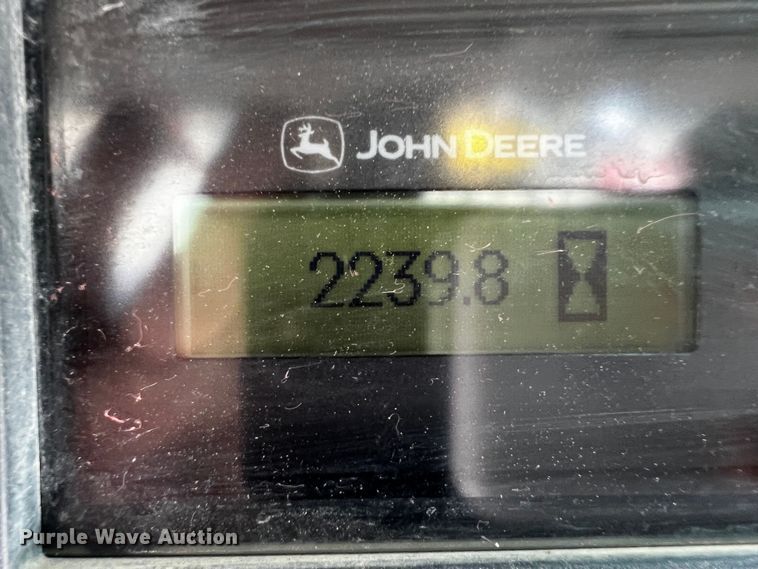 JOHN DEERE
2239.8
Purple Wave Auction